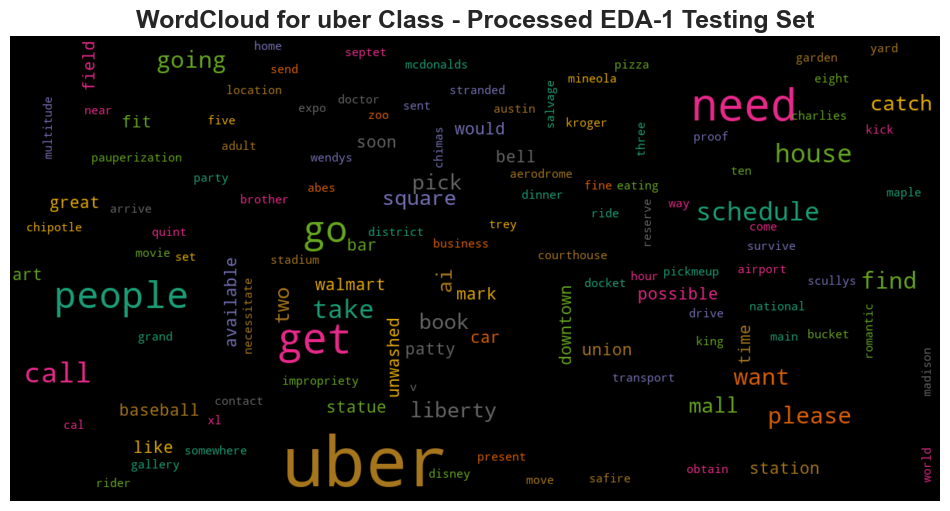 WordCloud for uber Class - Processed EDA-1 Testing Set
home
septet
field
going
mcdonalds
send
pizza
garden
yard
mineola
eight
location
stranded
doctor
expo
sent
austin
salvage
need
catch
near
multitude
zoo
charlies
fit
five
would
kroger
three
kick
proof
adult
soon
chimas
pauperization
wendys
bell
house
aerodrome
ten
party
abes
pick
fine
eating
dinner
maple
great
brother
square
way
arrive
ride
reserve
schedule
chipotle
quint
go
district
trey
come
bar
business
survive
movie
set
courthouse
art
stadium
available
necessitate
ai
hour
pickmeup
airport
find
docket
scullys
people
two
walmart
mark
possible
take
book
downtown
drive
national
grand
get
car
king
main
bucket
romantic
unwashed
patty
union
time
call
impropriety
v
transport
want
madison
contact
baseball
statue
liberty
mall
please
xl
cal
like
somewhere
gallery
uber
present
station
obtain
world
disney
rider
move
safire